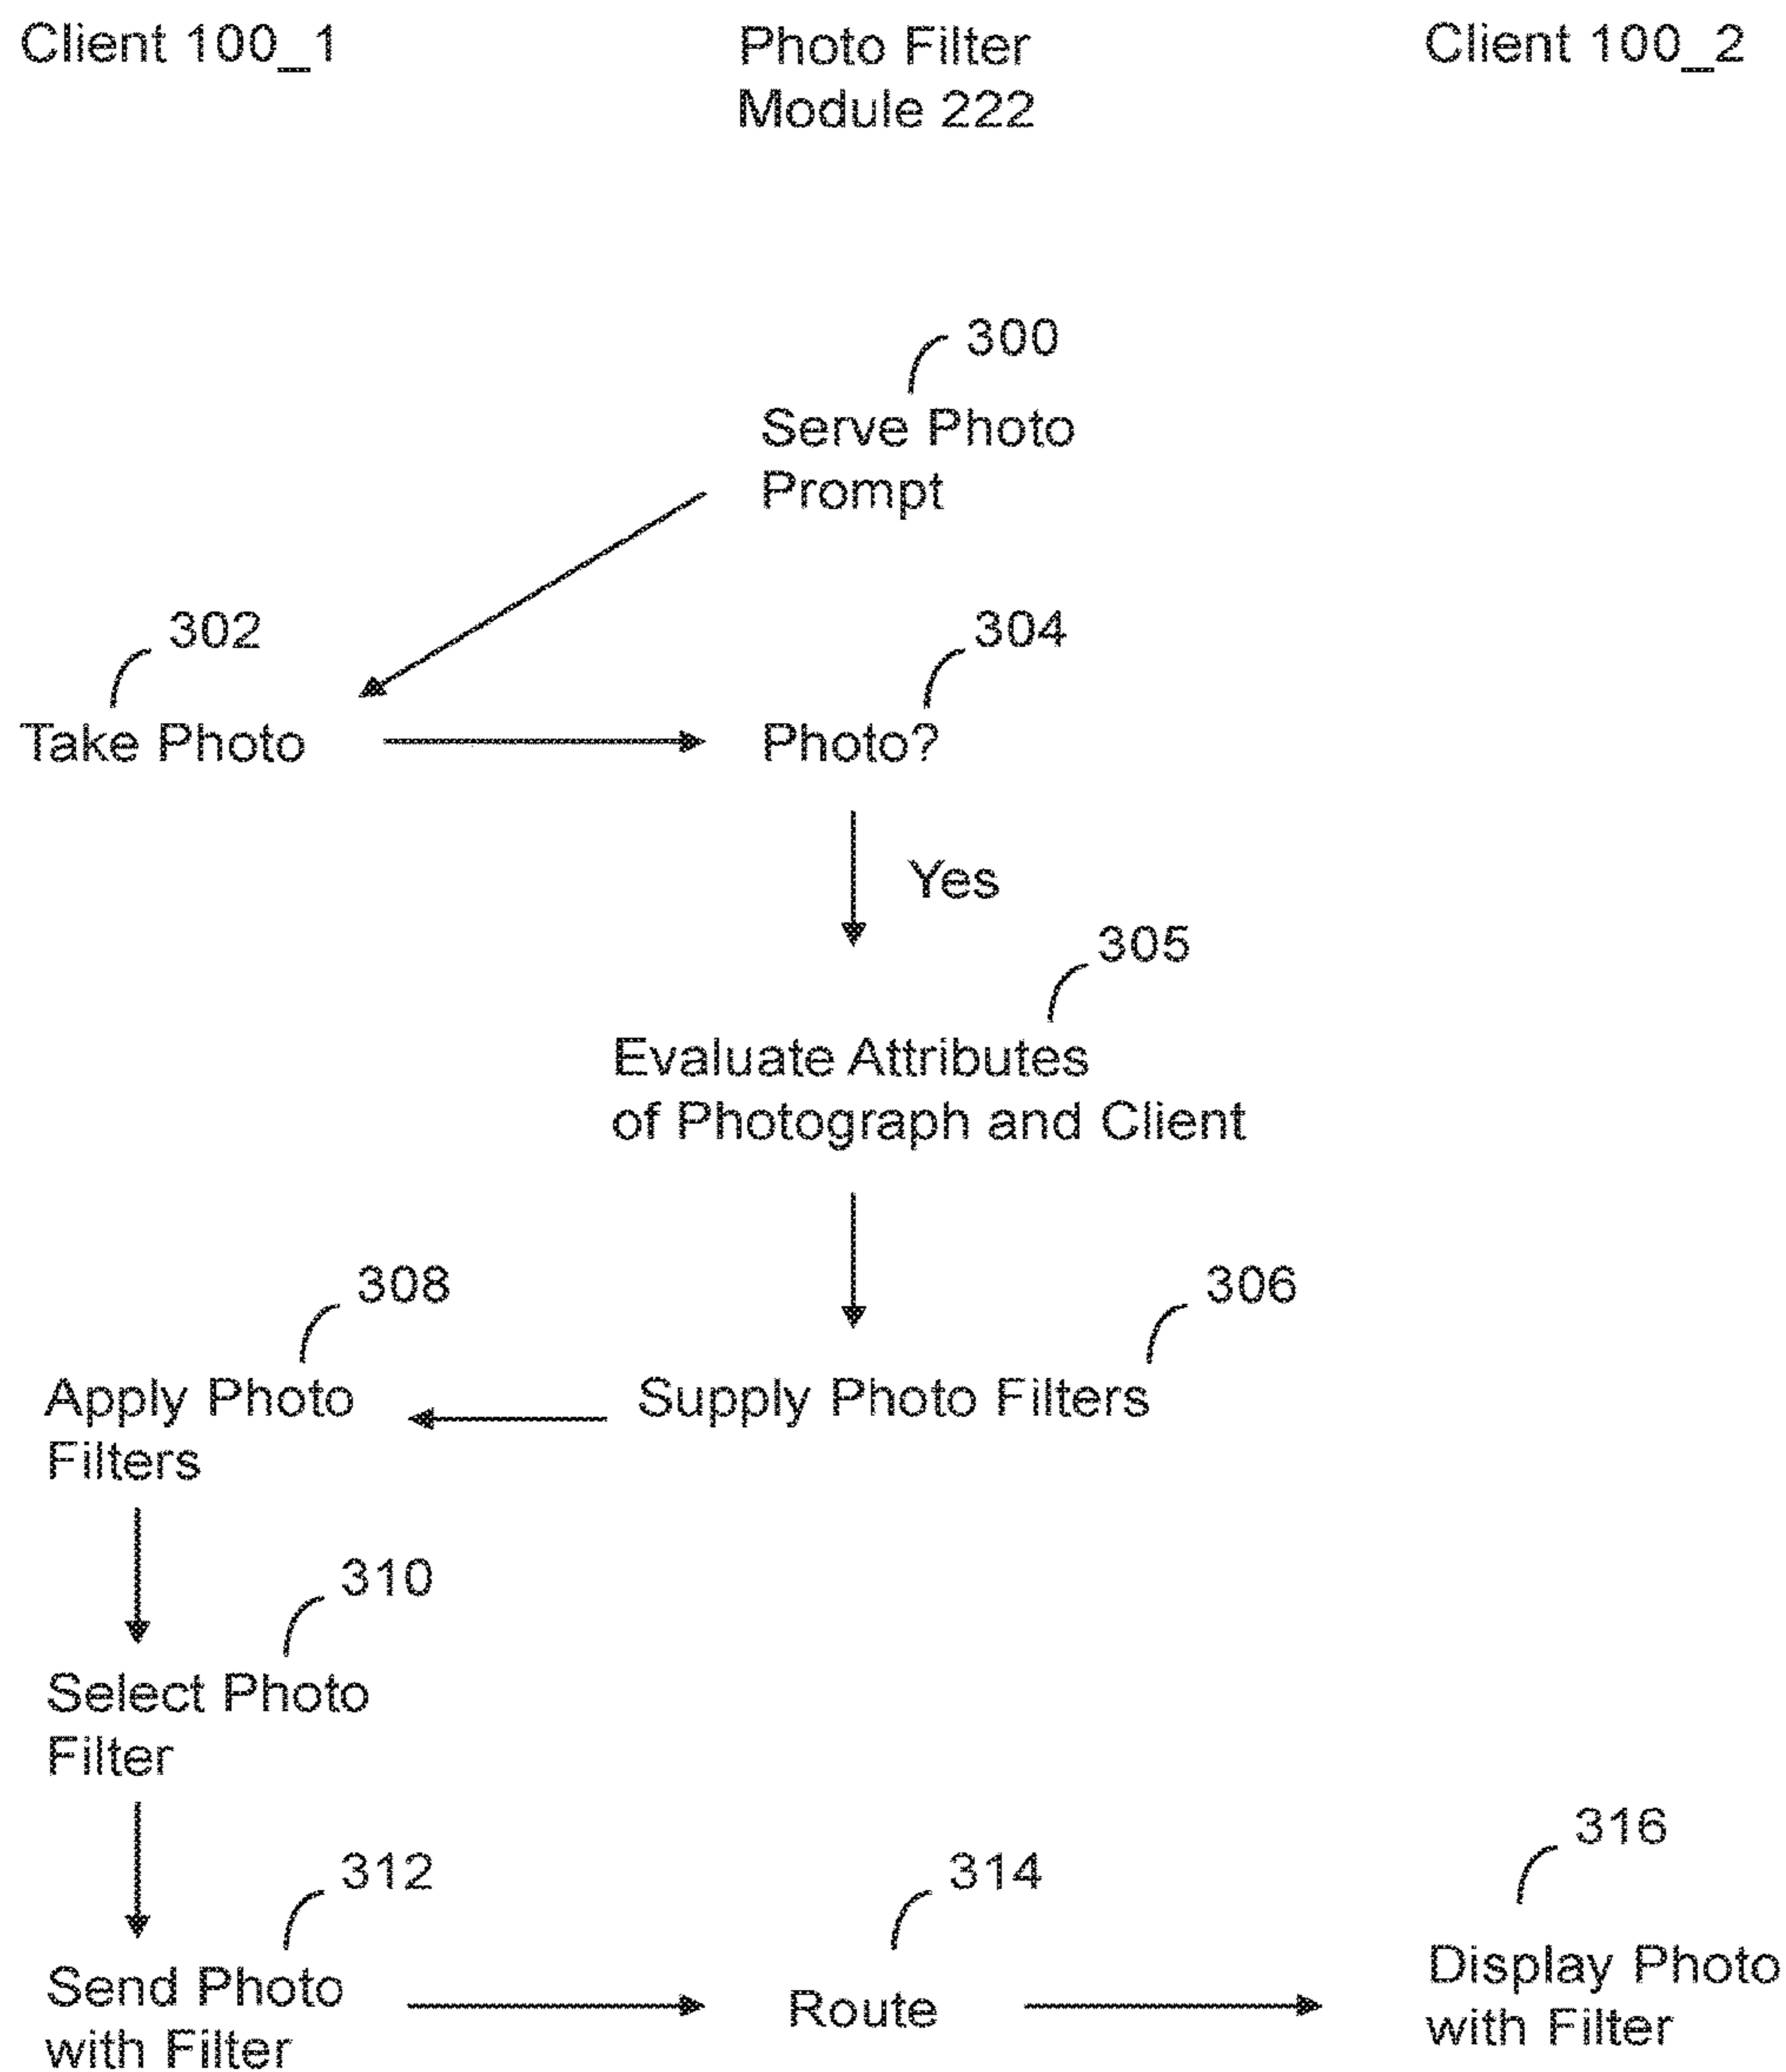 Client 100_1
Photo Filter
Module 222
Client 100_2
300
Serve Photo
Prompt
302
Take Photo
304
Photo?
Yes
305
Evaluate Attributes
of Photograph and Client
306
Supply Photo Filters
308
Apply Photo
Filters
310
Select Photo
Filter
312
Send Photo
with Filter
314
Route
316
Display Photo
with Filter